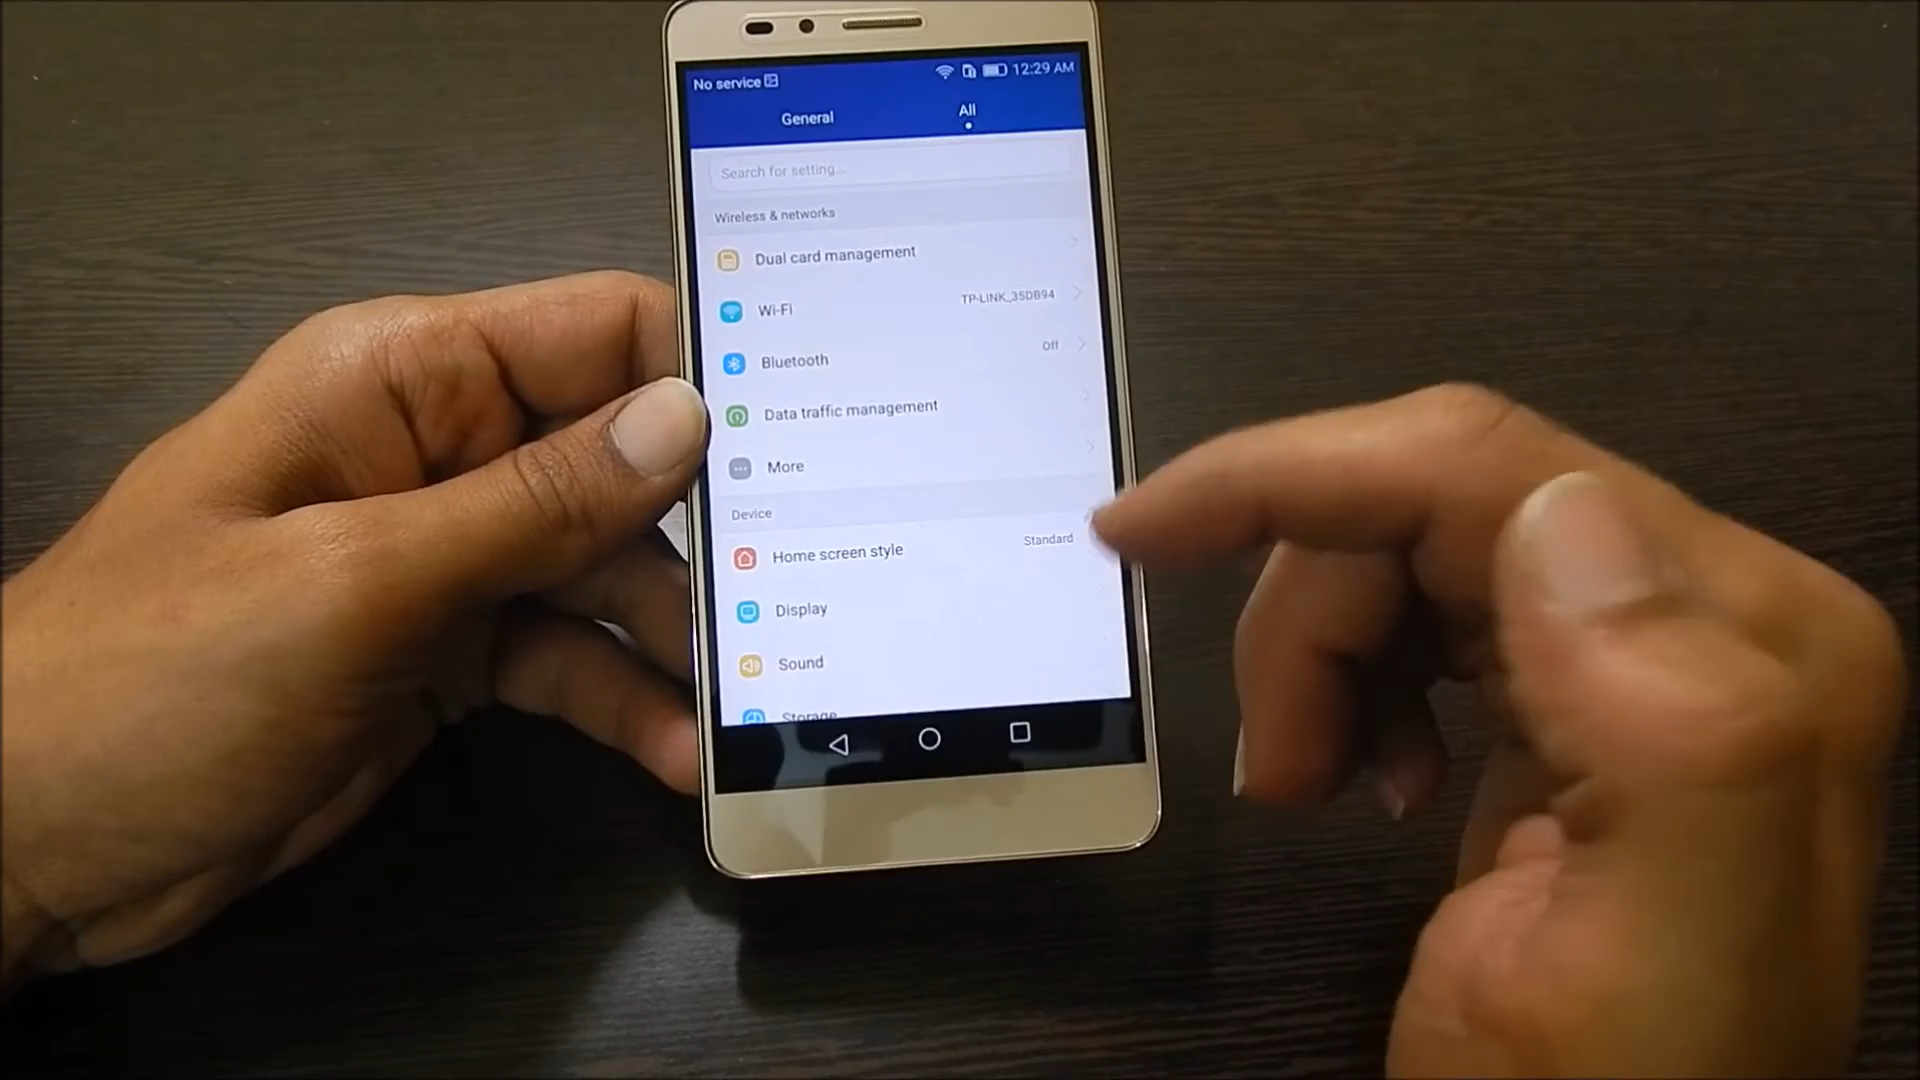 No service 12:29 AM
General All
Search for setting...
Wireless & networks
Dual card management
Wi-Fi TP-LINK_35DB94
Bluetooth Off
Data traffic management
More
Device
Home screen style Standard
Display
Sound
Storage